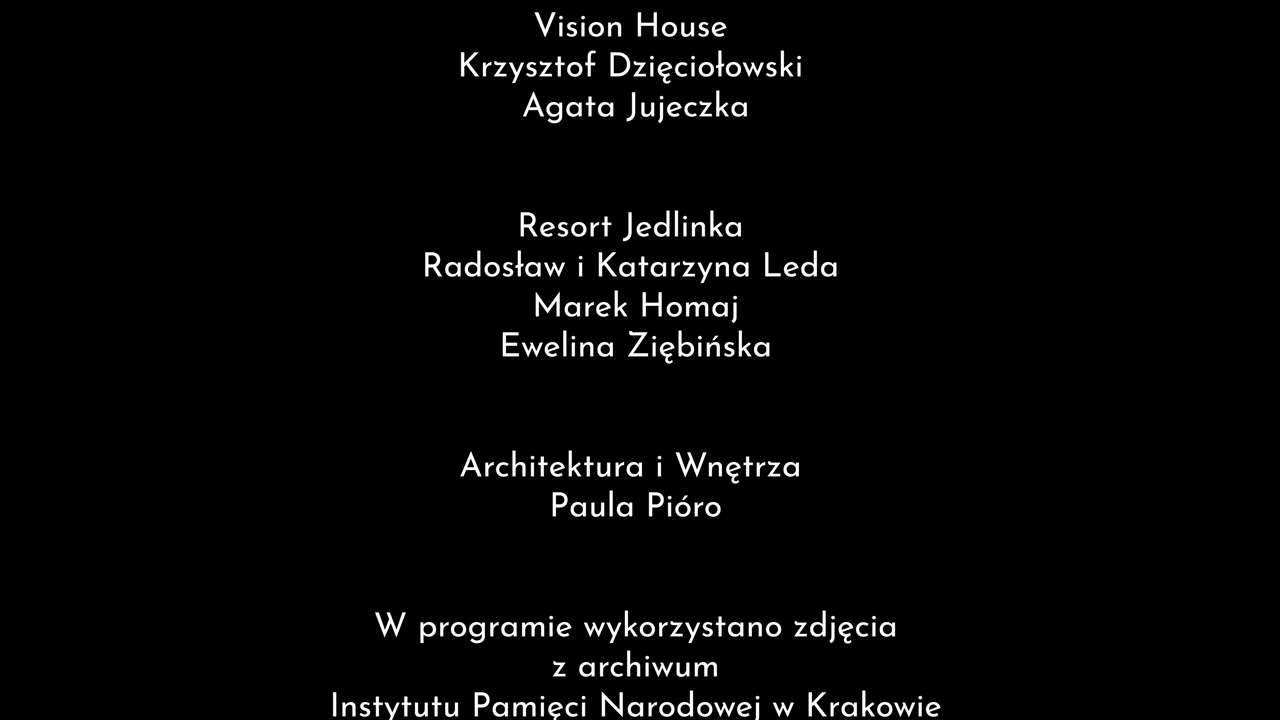 Vision House
Krzysztof Dzięciołowski
Agata Jujeczka
Resort Jedlinka
Radosław i Katarzyna Leda
Marek Homaj
Ewelina Ziębińska
Architektura i Wnętrza
Paula Pióro
W programie wykorzystano zdjęcia
z archiwum
Instytutu Pamięci Narodowej w Krakowie